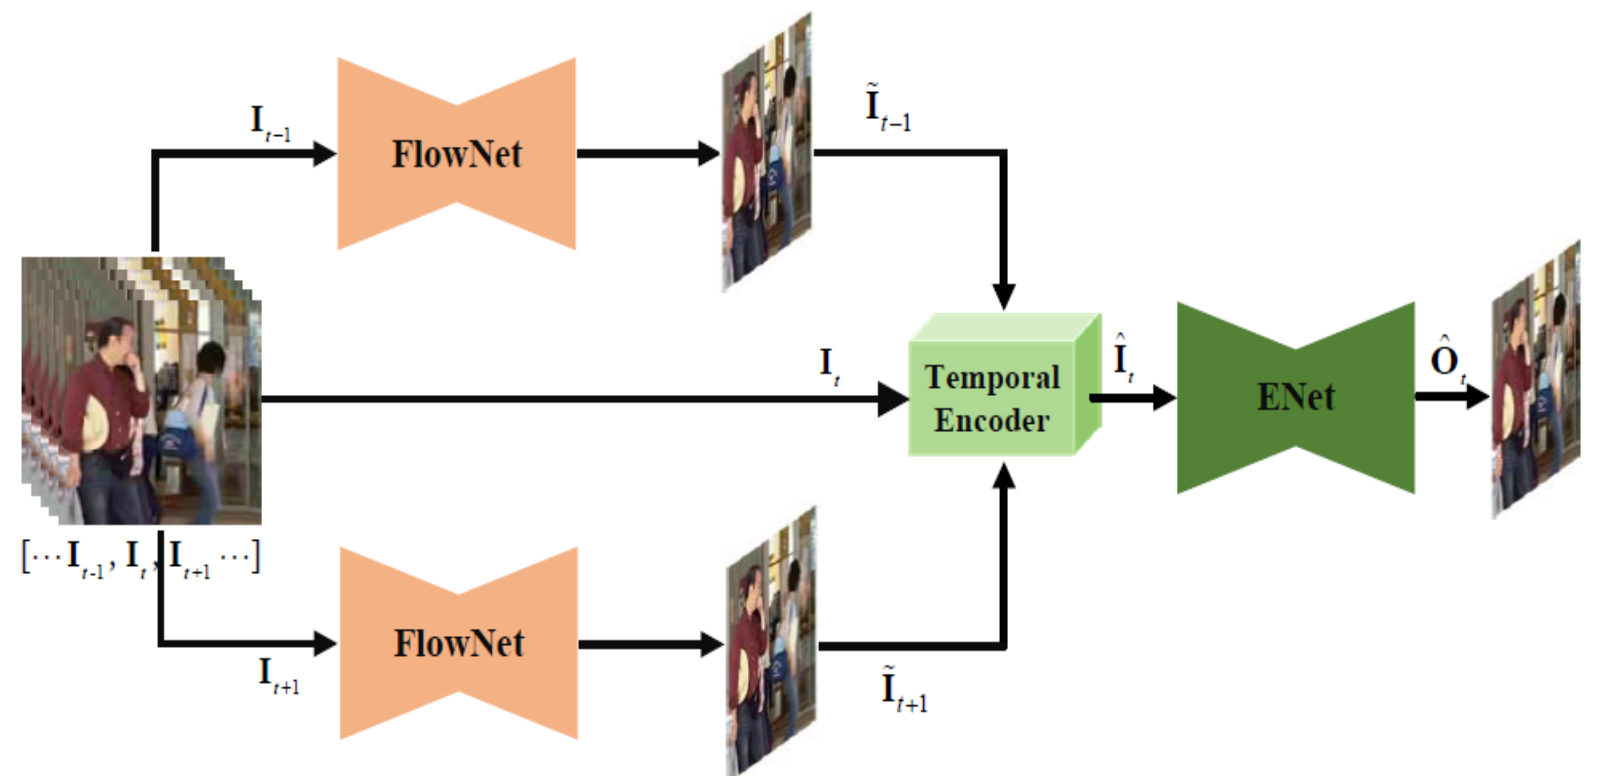 I_{t-1}
FlowNet
Ĩ_{t-1}
I_t
Temporal
Encoder
Î_t
ENet
Ô_t
[⋯ I_{t-1}, I_t, I_{t+1} ⋯]
I_{t+1}
FlowNet
Ĩ_{t+1}